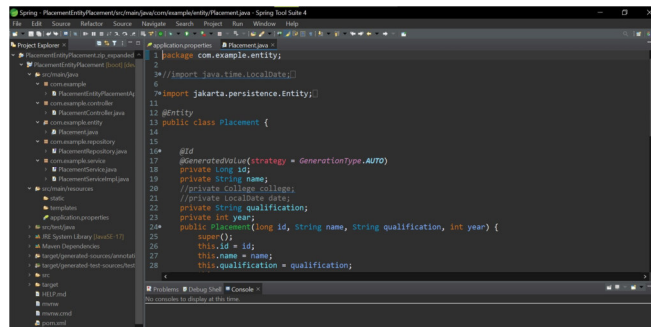 Spring - PlacementEntityPlacement/src/main/java/com/example/entity/Placement.java - Spring Tool Suite 4
File Edit Source Refactor Source Navigate Search Project Run Window Help
Project Explorer ×
PlacementEntityPlacement.zip_expanded
PlacementEntityPlacement [boot]
src/main/java
com.example
PlacementEntityPlacementAp
com.example.controller
PlacementController.java
com.example.entity
Placement.java
com.example.repository
PlacementRepository.java
com.example.service
PlacementService.java
PlacementServiceImpl.java
src/main/resources
static
templates
application.properties
src/test/java
JRE System Library [JavaSE-17]
Maven Dependencies
target/generated-sources/annotati
target/generated-test-sources/test
src
target
HELP.md
mvnw
mvnw.cmd
pom.xml
application.properties Placement.java ×
1 package com.example.entity;
2
3 //import java.time.LocalDate;
6
7 import jakarta.persistence.Entity;
11
12 @Entity
13 public class Placement {
14
15
16 @Id
17 @GeneratedValue(strategy = GenerationType.AUTO)
18 private Long id;
19 private String name;
20 //private College college;
21 //private LocalDate date;
22 private String qualification;
23 private int year;
24 public Placement(long id, String name, String qualification, int year) {
25 super();
26 this.id = id;
27 this.name = name;
28 this.qualification = qualification;
Problems Debug Shell Console ×
No consoles to display at this time.